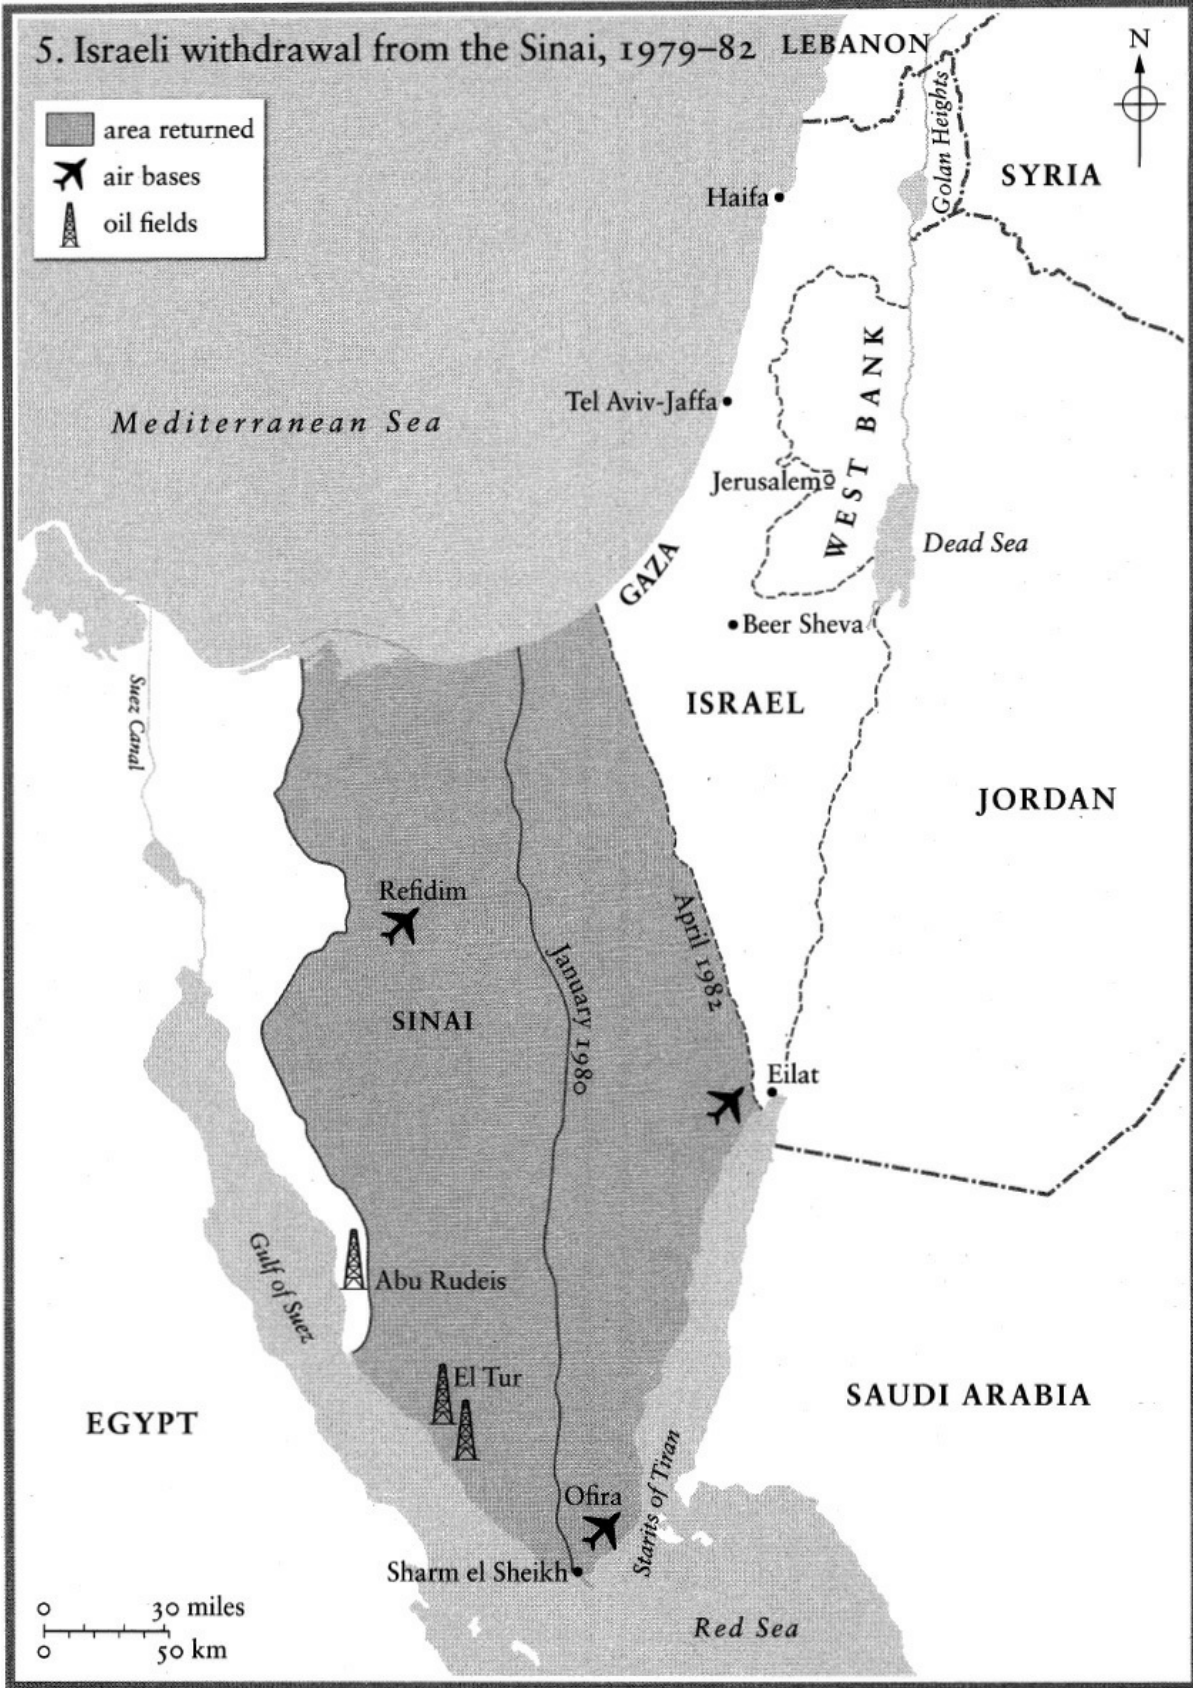 5. Israeli withdrawal from the Sinai, 1979–82
LEBANON
N
area returned
air bases
oil fields
Golan Heights
SYRIA
Haifa
Mediterranean Sea
Tel Aviv-Jaffa
WEST BANK
Jerusalem
Dead Sea
GAZA
Beer Sheva
Suez Canal
ISRAEL
JORDAN
Refidim
April 1982
January 1980
SINAI
Eilat
Gulf of Suez
Abu Rudeis
El Tur
EGYPT
SAUDI ARABIA
Starits of Tiran
Ofira
Sharm el Sheikh
Red Sea
0 30 miles
0 50 km